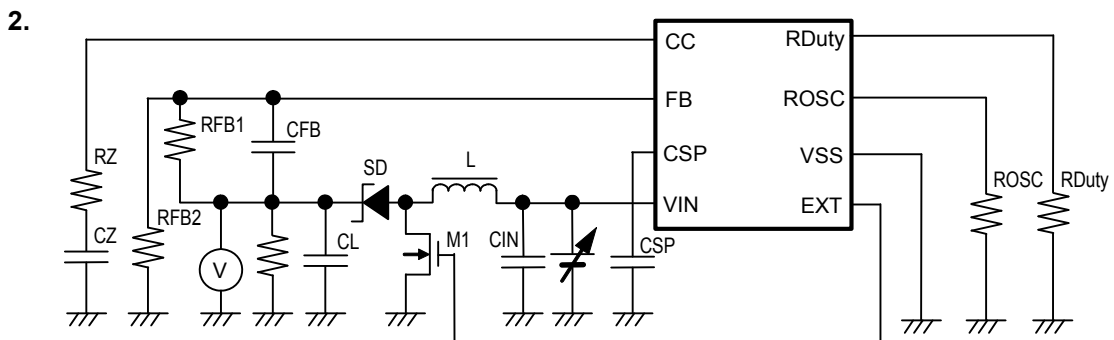 2.
CC
RDuty
FB
ROSC
CSP
VSS
VIN
EXT
RFB1
CFB
RZ
SD
L
ROSC
RDuty
RFB2
CZ
V
CL
M1
CIN
CSP